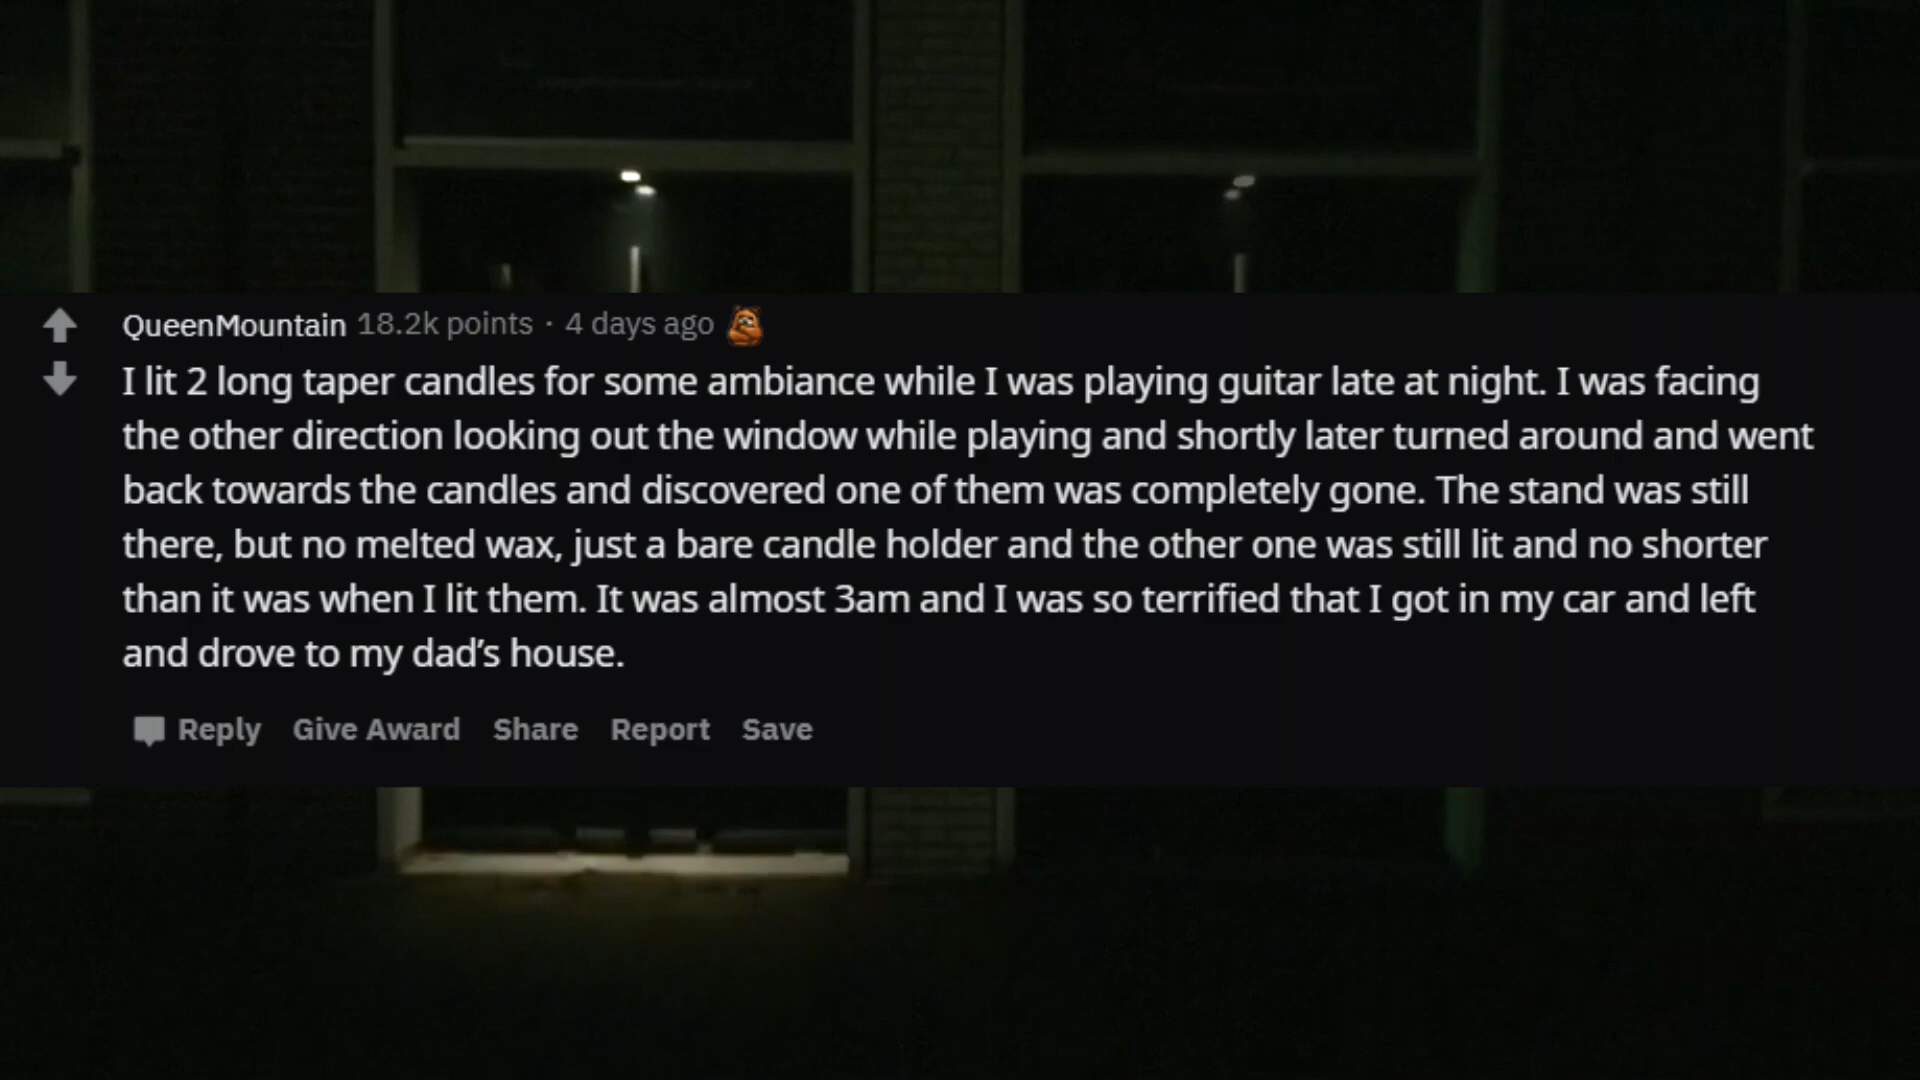 QueenMountain 18.2k points · 4 days ago
I lit 2 long taper candles for some ambiance while I was playing guitar late at night. I was facing
the other direction looking out the window while playing and shortly later turned around and went
back towards the candles and discovered one of them was completely gone. The stand was still
there, but no melted wax, just a bare candle holder and the other one was still lit and no shorter
than it was when I lit them. It was almost 3am and I was so terrified that I got in my car and left
and drove to my dad’s house.
Reply Give Award Share Report Save